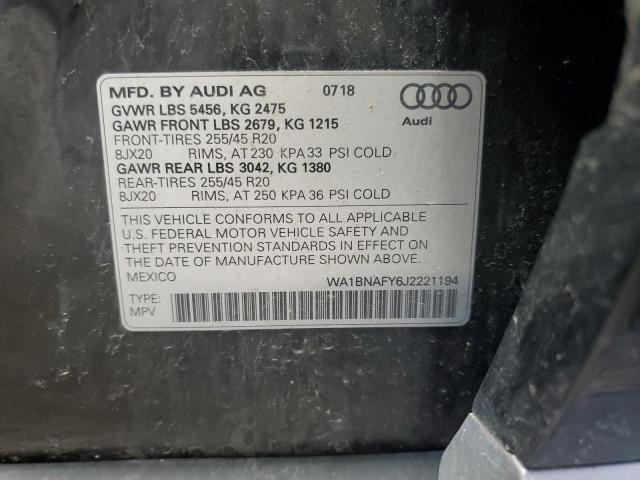 MFD. BY AUDI AG 0718
GVWR LBS 5456, KG 2475
GAWR FRONT LBS 2679, KG 1215
FRONT-TIRES 255/45 R20
8JX20 RIMS, AT 230 KPA 33 PSI COLD
GAWR REAR LBS 3042, KG 1380
REAR-TIRES 255/45 R20
8JX20 RIMS, AT 250 KPA 36 PSI COLD
Audi
THIS VEHICLE CONFORMS TO ALL APPLICABLE
U.S. FEDERAL MOTOR VEHICLE SAFETY AND
THEFT PREVENTION STANDARDS IN EFFECT ON
THE DATE OF MANUFACTURE SHOWN ABOVE.
MEXICO WA1BNAFY6J2221194
TYPE:
MPV